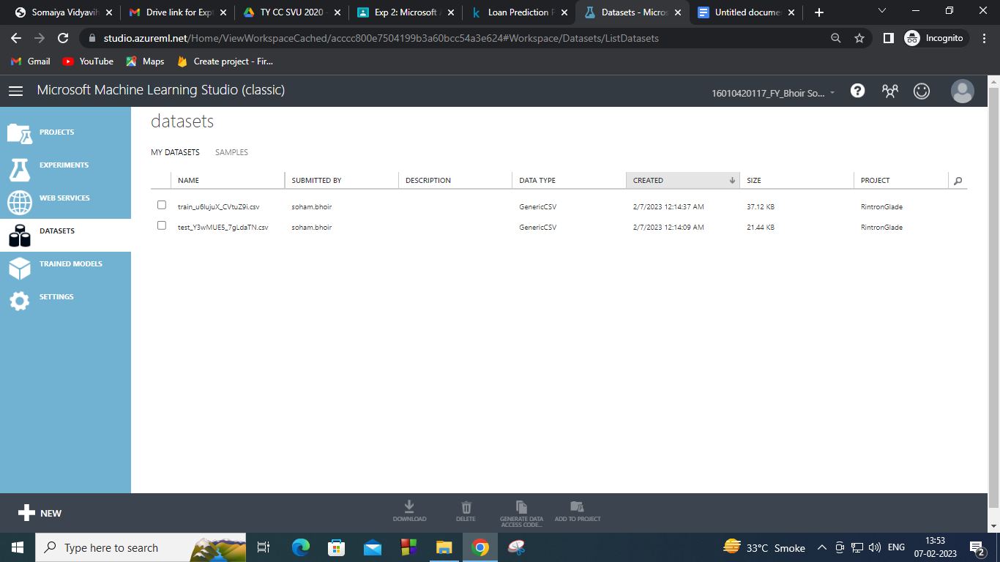 Somaiya Vidyavih
Drive link for Exp
TY CC SVU 2020
Exp 2: Microsoft A
Loan Prediction P
Datasets - Micros
Untitled docume
studio.azureml.net/Home/ViewWorkspaceCached/acccc800e7504199b3a60bcc54a3e624#Workspace/Datasets/ListDatasets
Incognito
Gmail
YouTube
Maps
Create project - Fir...
Microsoft Machine Learning Studio (classic)
16010420117_FY_Bhoir So...
PROJECTS
EXPERIMENTS
WEB SERVICES
DATASETS
TRAINED MODELS
SETTINGS
datasets
MY DATASETS SAMPLES
NAME SUBMITTED BY DESCRIPTION DATA TYPE CREATED SIZE PROJECT
train_u6lujuX_CVtuZ9i.csv soham.bhoir GenericCSV 2/7/2023 12:14:37 AM 37.12 KB RintronGlade
test_Y3wMUE5_7gLdaTN.csv soham.bhoir GenericCSV 2/7/2023 12:14:09 AM 21.44 KB RintronGlade
NEW
DOWNLOAD
DELETE
GENERATE DATA
ACCESS CODE...
ADD TO PROJECT
Type here to search
33°C Smoke
ENG
13:53
07-02-2023
2